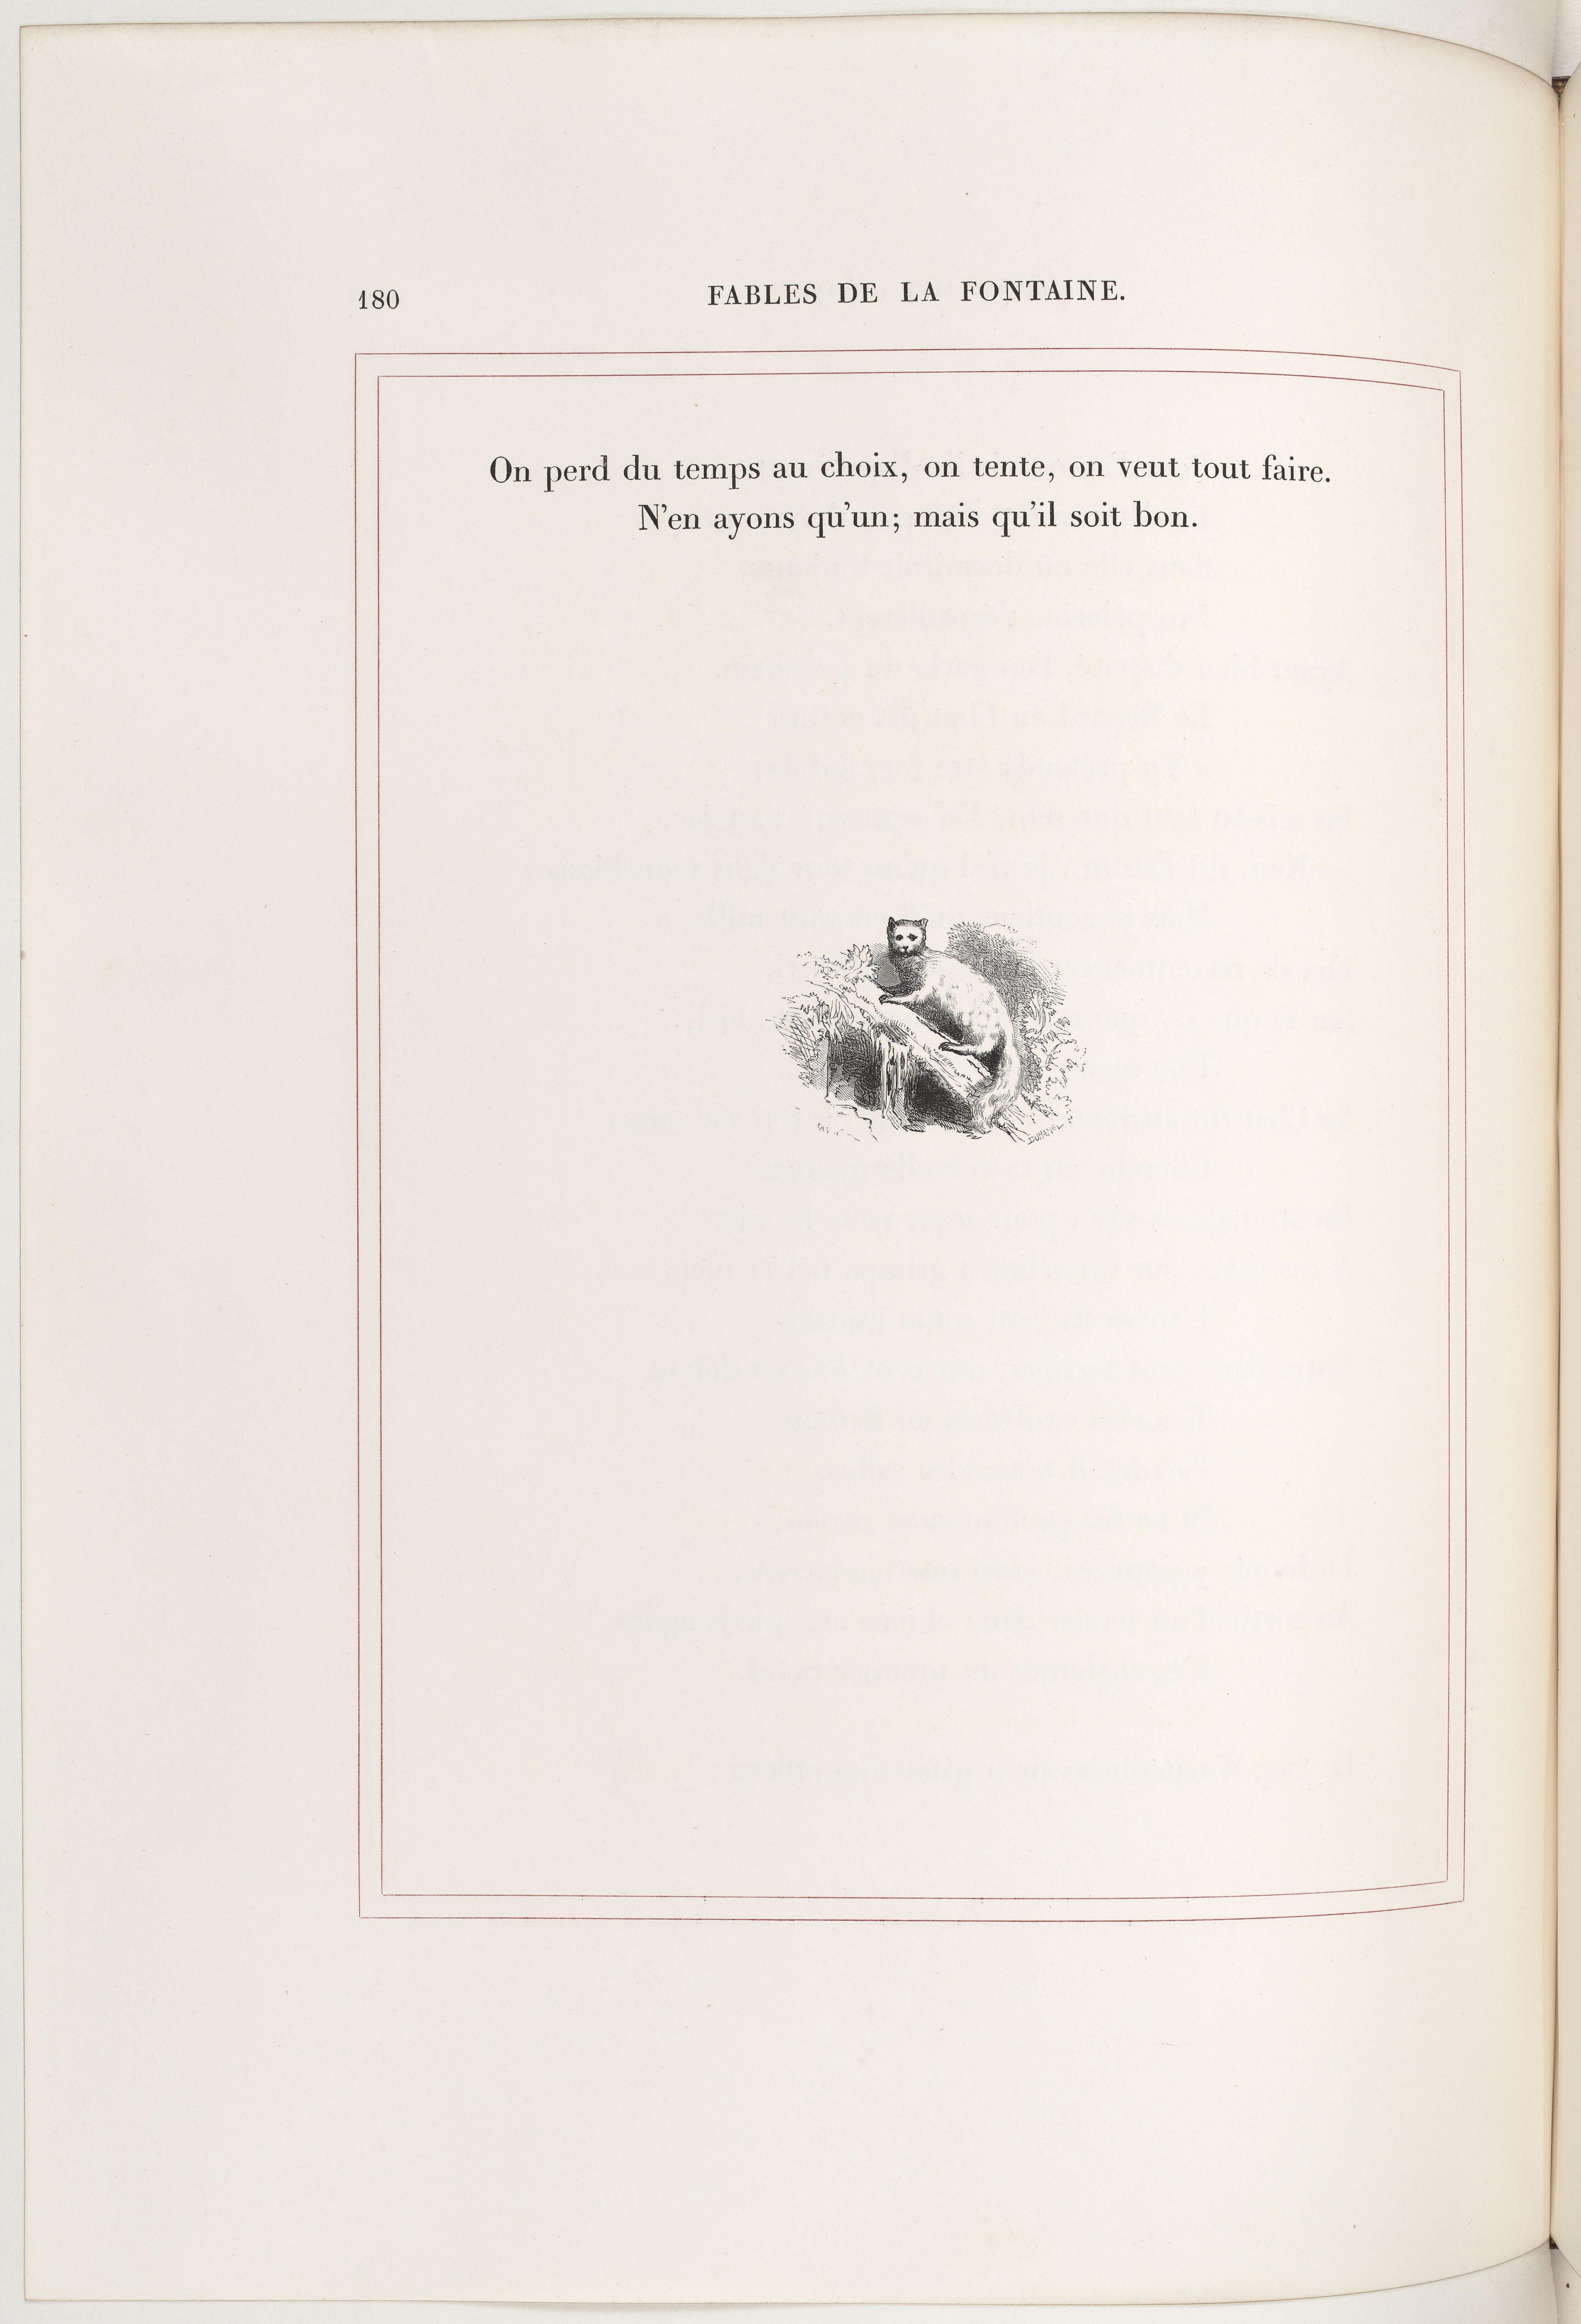 180
FABLES DE LA FONTAINE.
On perd du temps au choix, on tente, on veut tout faire.
N'en ayons qu'un; mais qu'il soit bon.
DUHAMEL